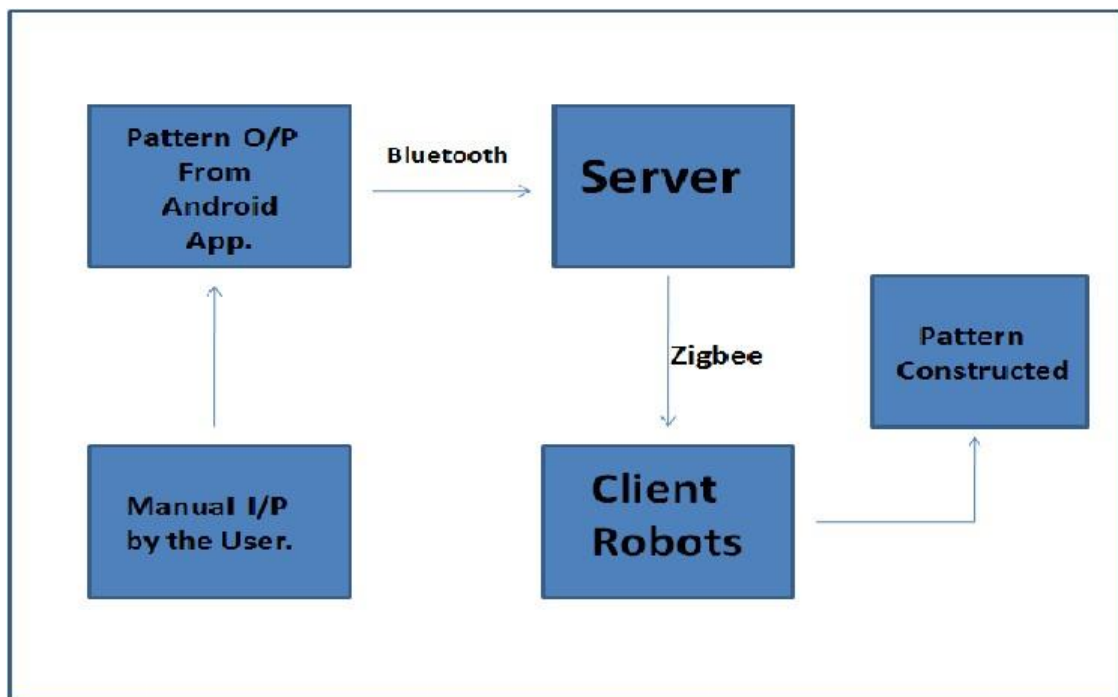 Pattern O/P
From
Android
App.
Bluetooth
Server
Zigbee
Pattern
Constructed
Manual I/P
by the User.
Client
Robots